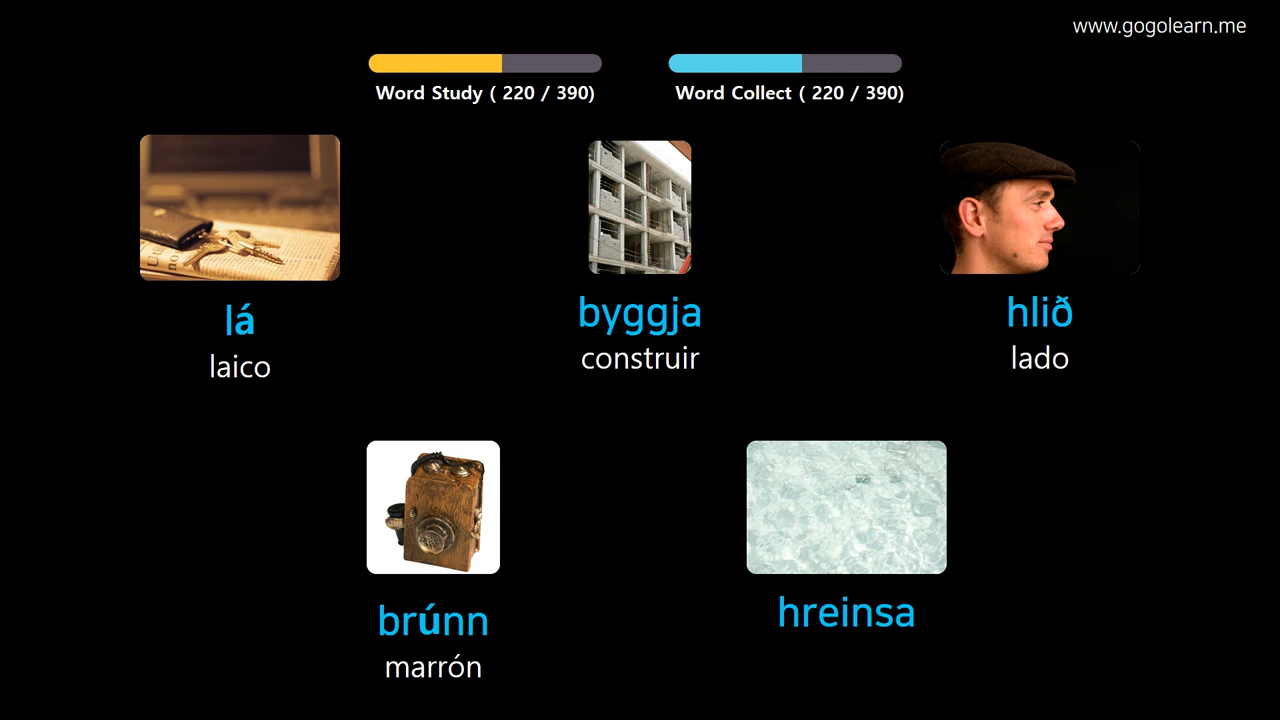 www.gogolearn.me
Word Study ( 220 / 390)
Word Collect ( 220 / 390)
lá
laico
byggja
construir
hlið
lado
brúnn
marrón
hreinsa